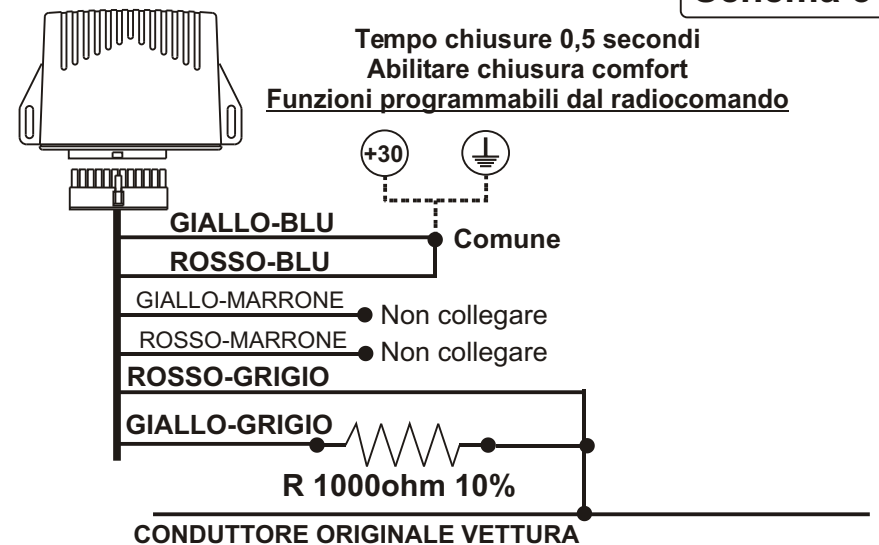 Schema 6
Tempo chiusure 0,5 secondi
Abilitare chiusura comfort
Funzioni programmabili dal radiocomando
+30
GIALLO-BLU
Comune
ROSSO-BLU
GIALLO-MARRONE
Non collegare
ROSSO-MARRONE
Non collegare
ROSSO-GRIGIO
GIALLO-GRIGIO
R 1000ohm 10%
CONDUTTORE ORIGINALE VETTURA